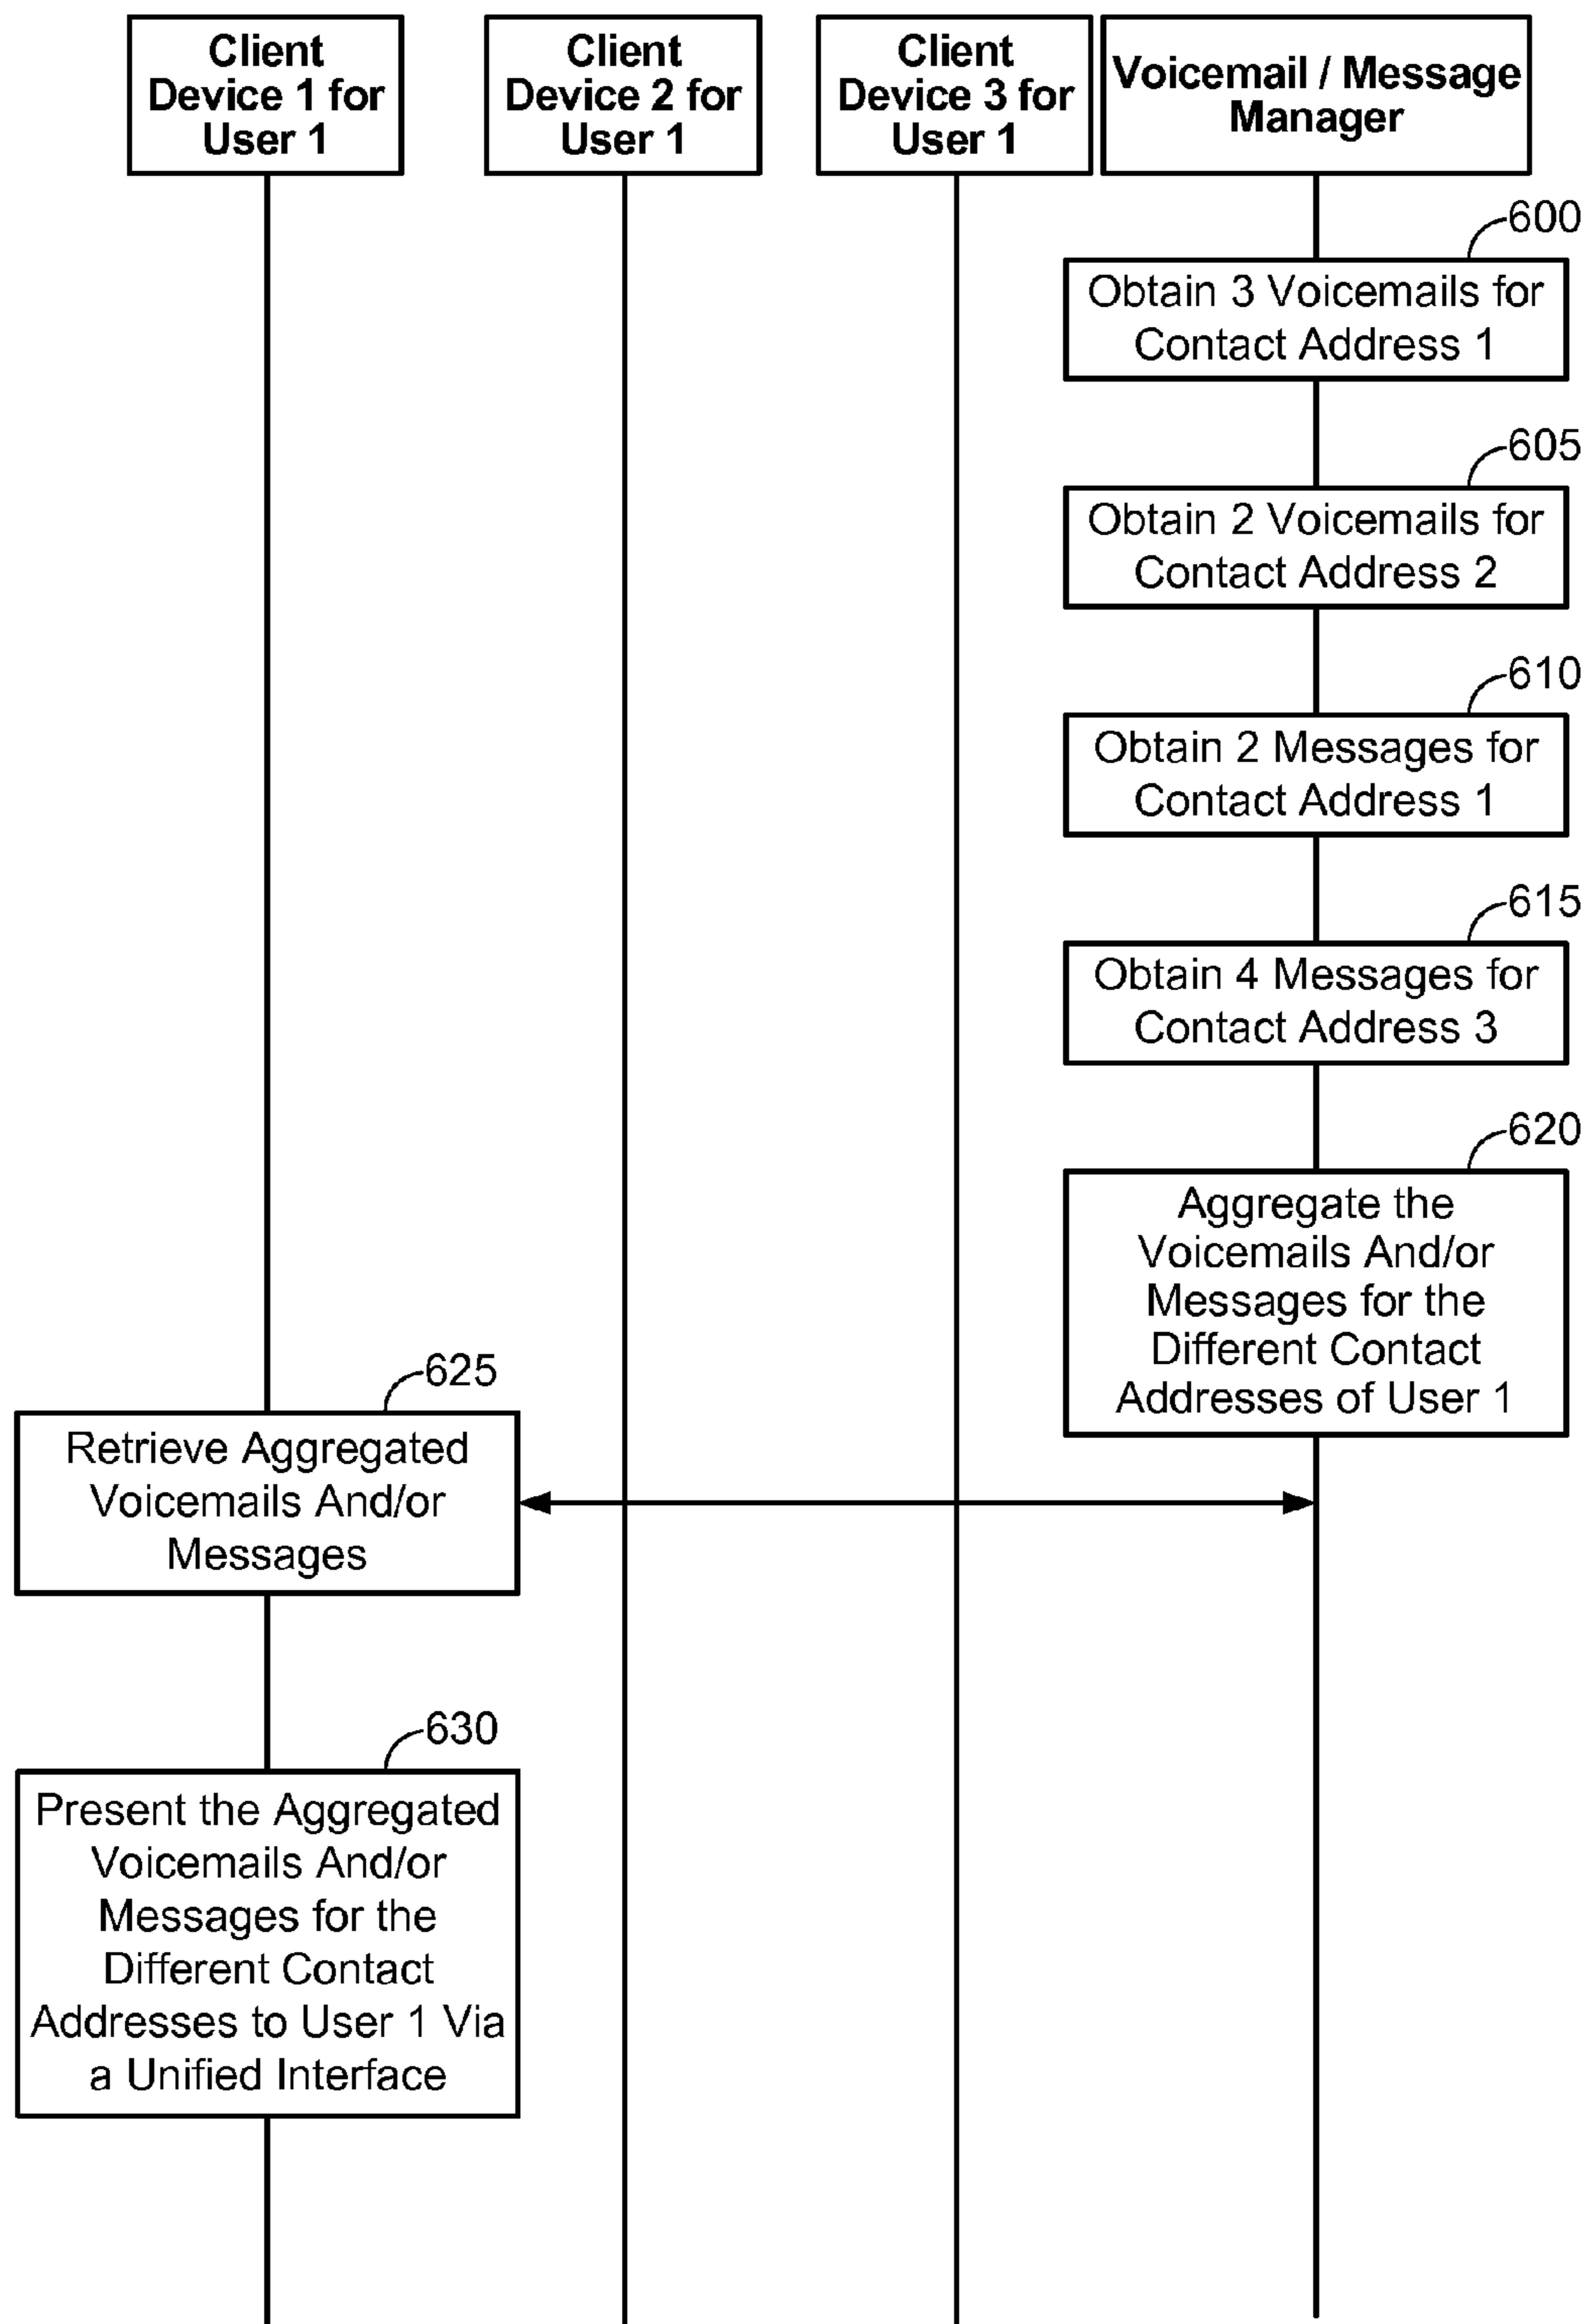 Client
Device 1 for
User 1
Client
Device 2 for
User 1
Client
Device 3 for
User 1
Voicemail / Message
Manager
600
Obtain 3 Voicemails for
Contact Address 1
605
Obtain 2 Voicemails for
Contact Address 2
610
Obtain 2 Messages for
Contact Address 1
615
Obtain 4 Messages for
Contact Address 3
620
Aggregate the
Voicemails And/or
Messages for the
Different Contact
Addresses of User 1
625
Retrieve Aggregated
Voicemails And/or
Messages
630
Present the Aggregated
Voicemails And/or
Messages for the
Different Contact
Addresses to User 1 Via
a Unified Interface